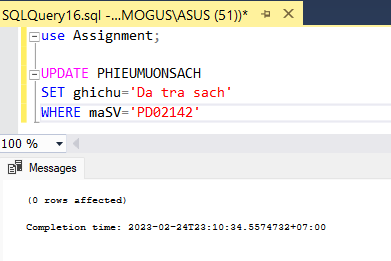 SQLQuery16.sql -...MOGUS\ASUS (51))*
use Assignment;
UPDATE PHIEUMUONSACH
SET ghichu='Da tra sach'
WHERE maSV='PD02142'
100 %
Messages
(0 rows affected)
Completion time: 2023-02-24T23:10:34.5574732+07:00